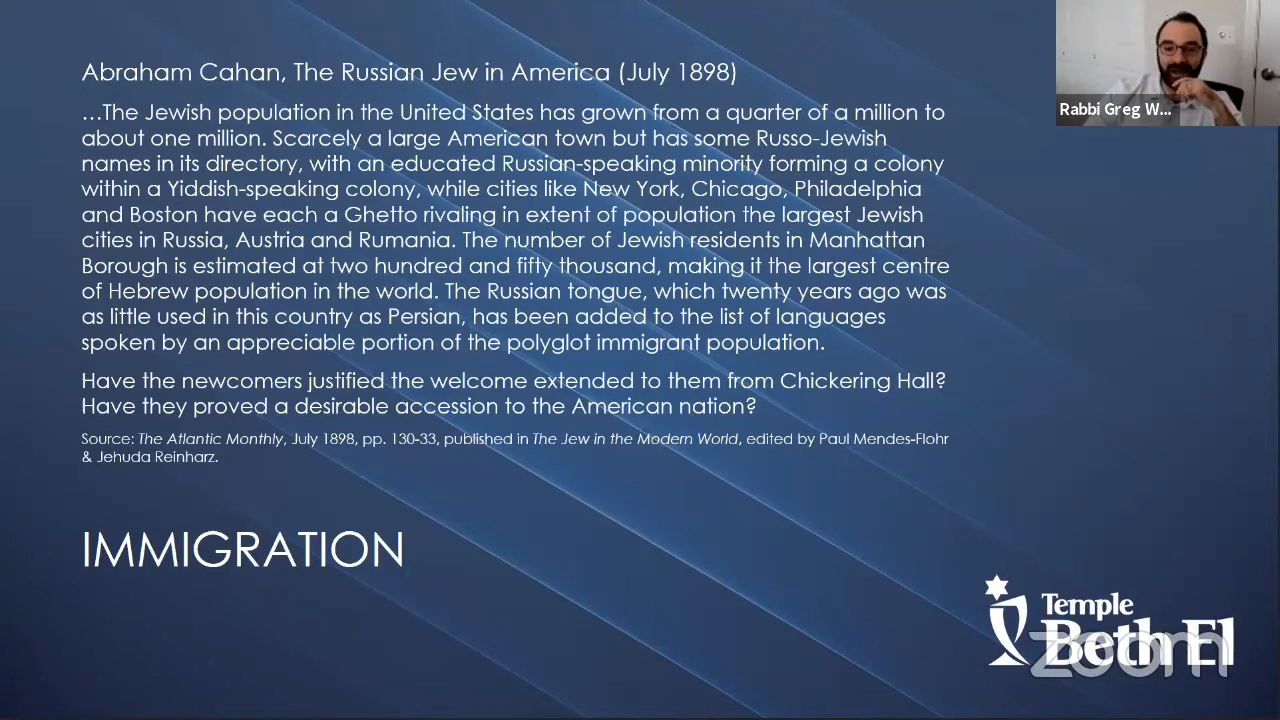 Abraham Cahan, The Russian Jew in America (July 1898)
…The Jewish population in the United States has grown from a quarter of a million to
about one million. Scarcely a large American town but has some Russo-Jewish
names in its directory, with an educated Russian-speaking minority forming a colony
within a Yiddish-speaking colony, while cities like New York, Chicago, Philadelphia
and Boston have each a Ghetto rivaling in extent of population the largest Jewish
cities in Russia, Austria and Rumania. The number of Jewish residents in Manhattan
Borough is estimated at two hundred and fifty thousand, making it the largest centre
of Hebrew population in the world. The Russian tongue, which twenty years ago was
as little used in this country as Persian, has been added to the list of languages
spoken by an appreciable portion of the polyglot immigrant population.
Have the newcomers justified the welcome extended to them from Chickering Hall?
Have they proved a desirable accession to the American nation?
Source: The Atlantic Monthly, July 1898, pp. 130-33, published in The Jew in the Modern World, edited by Paul Mendes-Flohr
& Jehuda Reinharz.
IMMIGRATION
Rabbi Greg W...
Temple
Beth El
zoom